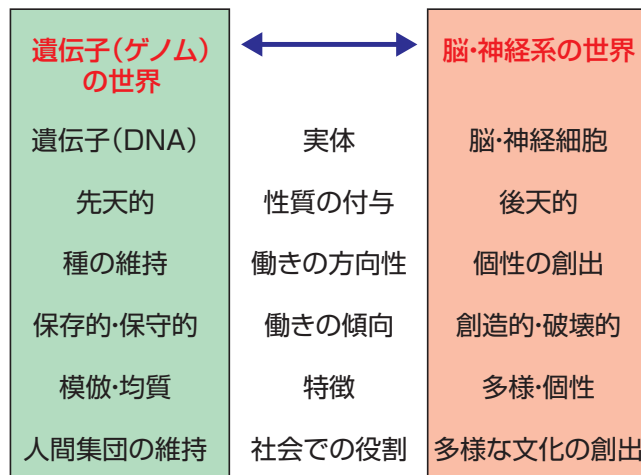 遺伝子(ゲノム)
の世界
脳・神経系の世界
遺伝子(DNA) 実体 脳・神経細胞
先天的 性質の付与 後天的
種の維持 働きの方向性 個性の創出
保存的・保守的 働きの傾向 創造的・破壊的
模倣・均質 特徴 多様・個性
人間集団の維持 社会での役割 多様な文化の創出